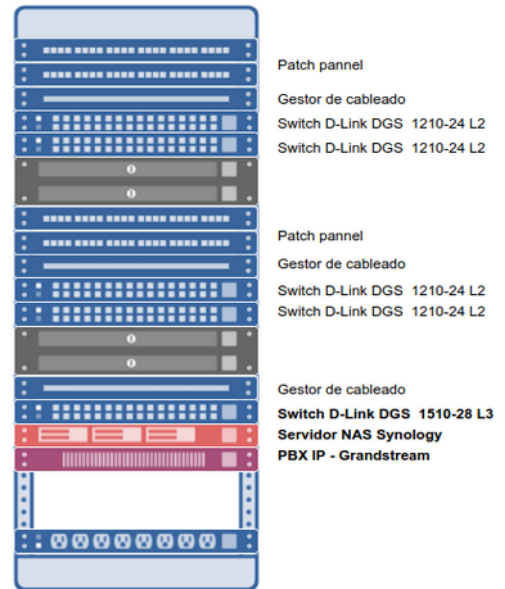 Patch pannel
Gestor de cableado
Switch D-Link DGS 1210-24 L2
Switch D-Link DGS 1210-24 L2
Patch pannel
Gestor de cableado
Switch D-Link DGS 1210-24 L2
Switch D-Link DGS 1210-24 L2
Gestor de cableado
Switch D-Link DGS 1510-28 L3
Servidor NAS Synology
PBX IP - Grandstream